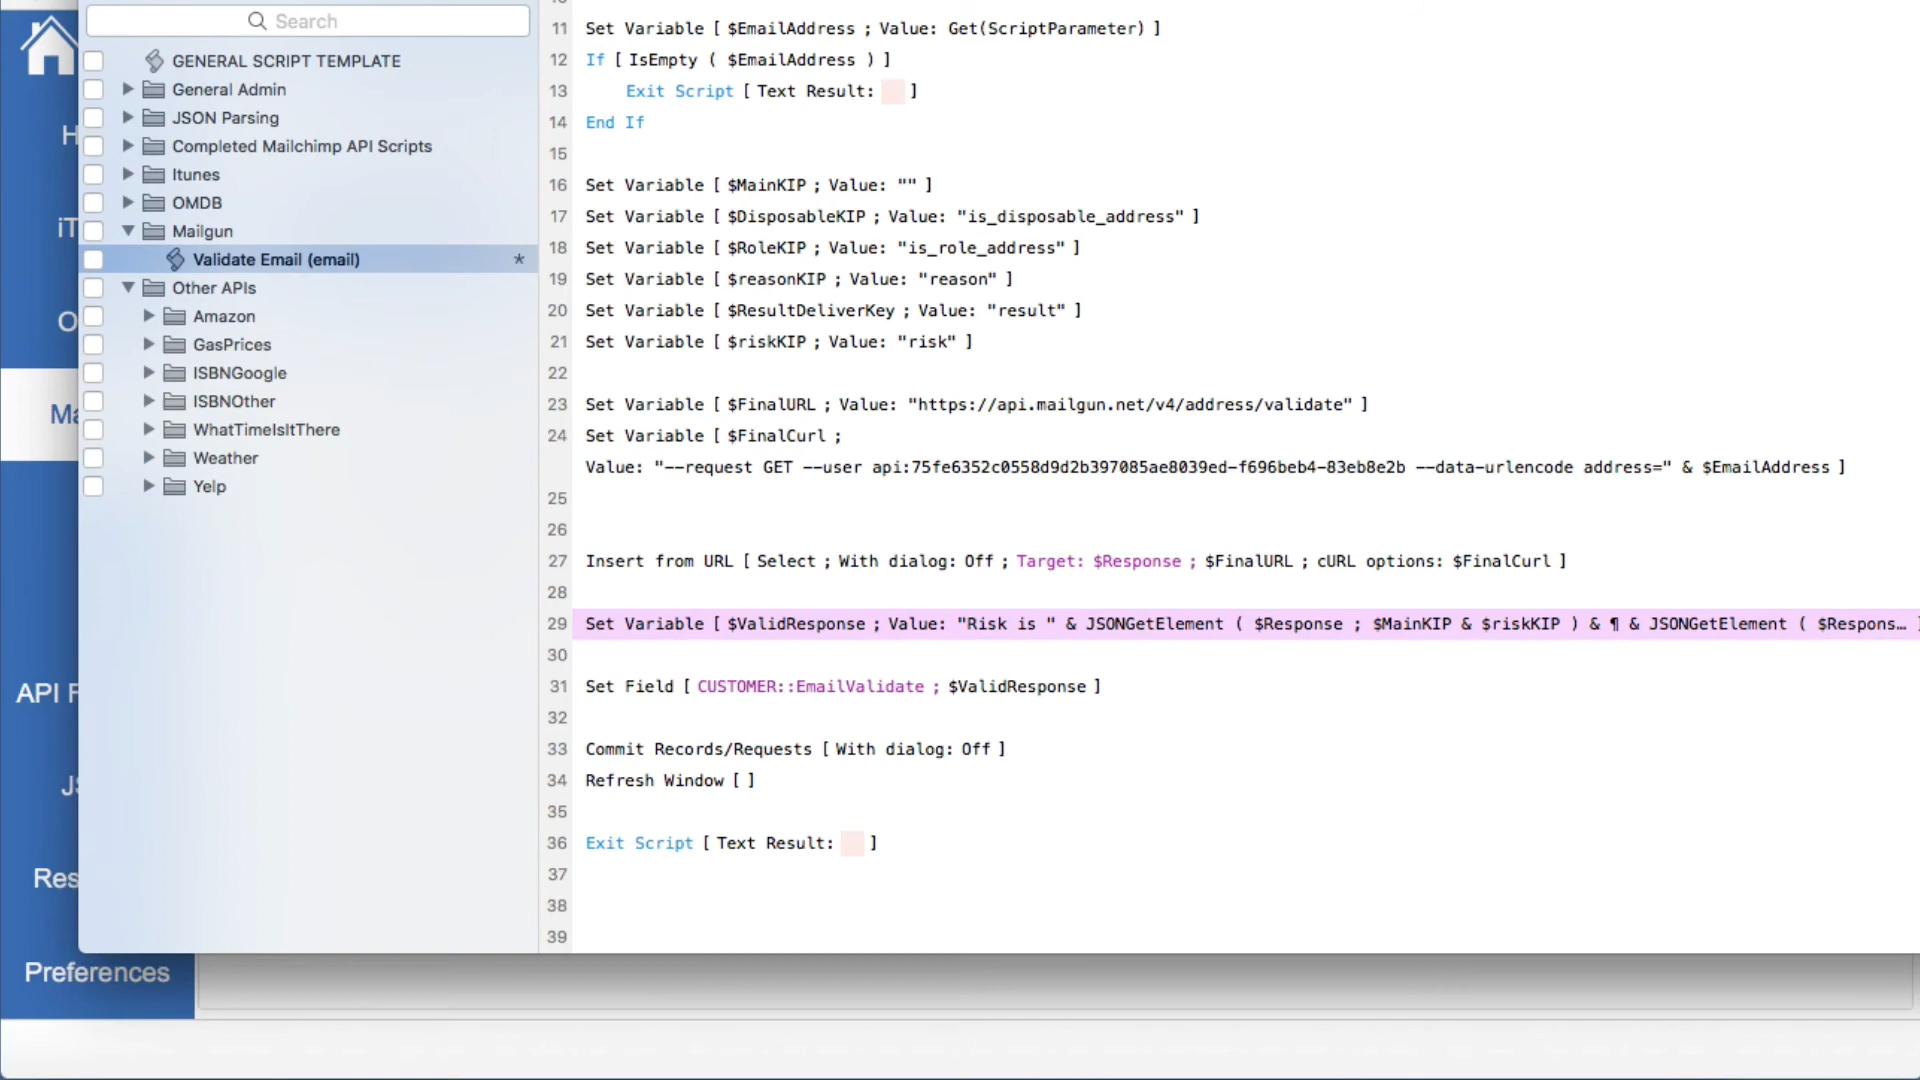 Search
GENERAL SCRIPT TEMPLATE
General Admin
JSON Parsing
Completed Mailchimp API Scripts
Itunes
OMDB
Mailgun
Validate Email (email) *
Other APIs
Amazon
GasPrices
ISBNGoogle
ISBNOther
WhatTimeIsItThere
Weather
Yelp
H
iT
O
Ma
API F
JS
Res
Preferences
11 Set Variable [ $EmailAddress ; Value: Get(ScriptParameter) ]
12 If [ IsEmpty ( $EmailAddress ) ]
13 Exit Script [ Text Result: ]
14 End If
15
16 Set Variable [ $MainKIP ; Value: "" ]
17 Set Variable [ $DisposableKIP ; Value: "is_disposable_address" ]
18 Set Variable [ $RoleKIP ; Value: "is_role_address" ]
19 Set Variable [ $reasonKIP ; Value: "reason" ]
20 Set Variable [ $ResultDeliverKey ; Value: "result" ]
21 Set Variable [ $riskKIP ; Value: "risk" ]
22
23 Set Variable [ $FinalURL ; Value: "https://api.mailgun.net/v4/address/validate" ]
24 Set Variable [ $FinalCurl ;
Value: "--request GET --user api:75fe6352c0558d9d2b397085ae8039ed-f696beb4-83eb8e2b --data-urlencode address=" & $EmailAddress ]
25
26
27 Insert from URL [ Select ; With dialog: Off ; Target: $Response ; $FinalURL ; cURL options: $FinalCurl ]
28
29 Set Variable [ $ValidResponse ; Value: "Risk is " & JSONGetElement ( $Response ; $MainKIP & $riskKIP ) & ¶ & JSONGetElement ( $Respons… ]
30
31 Set Field [ CUSTOMER::EmailValidate ; $ValidResponse ]
32
33 Commit Records/Requests [ With dialog: Off ]
34 Refresh Window [ ]
35
36 Exit Script [ Text Result: ]
37
38
39